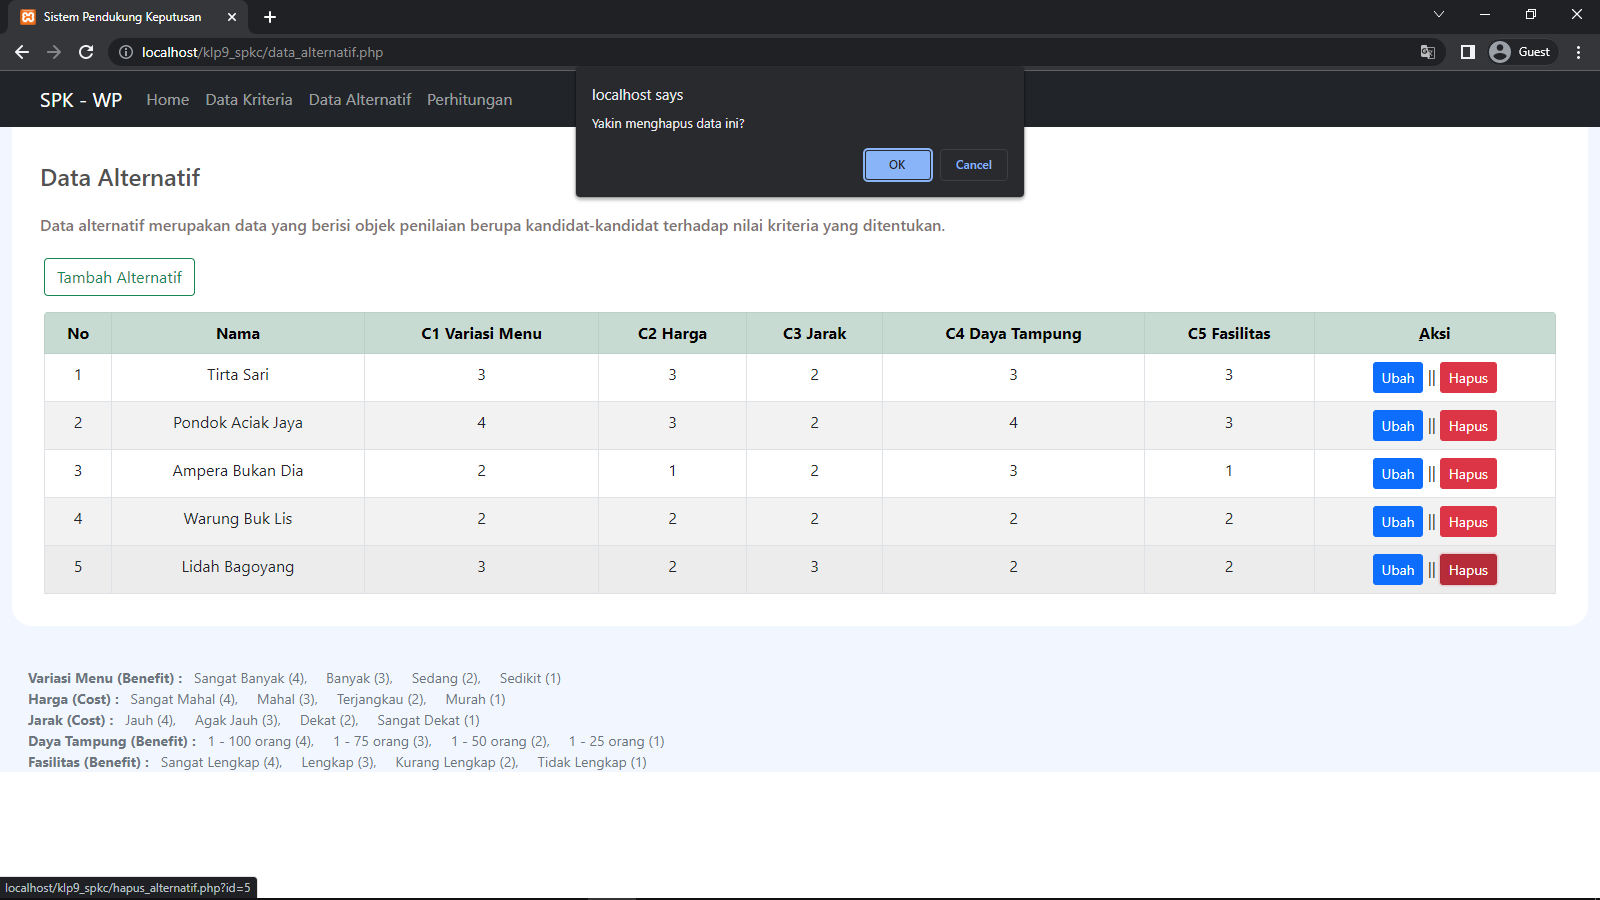 Sistem Pendukung Keputusan
localhost/klp9_spkc/data_alternatif.php
Guest
SPK - WP Home Data Kriteria Data Alternatif Perhitungan
localhost says
Yakin menghapus data ini?
OK Cancel
Data Alternatif
Data alternatif merupakan data yang berisi objek penilaian berupa kandidat-kandidat terhadap nilai kriteria yang ditentukan.
Tambah Alternatif
No Nama C1 Variasi Menu C2 Harga C3 Jarak C4 Daya Tampung C5 Fasilitas Aksi
1 Tirta Sari 3 3 2 3 3 Ubah || Hapus
2 Pondok Aciak Jaya 4 3 2 4 3 Ubah || Hapus
3 Ampera Bukan Dia 2 1 2 3 1 Ubah || Hapus
4 Warung Buk Lis 2 2 2 2 2 Ubah || Hapus
5 Lidah Bagoyang 3 2 3 2 2 Ubah || Hapus
Variasi Menu (Benefit) : Sangat Banyak (4), Banyak (3), Sedang (2), Sedikit (1)
Harga (Cost) : Sangat Mahal (4), Mahal (3), Terjangkau (2), Murah (1)
Jarak (Cost) : Jauh (4), Agak Jauh (3), Dekat (2), Sangat Dekat (1)
Daya Tampung (Benefit) : 1 - 100 orang (4), 1 - 75 orang (3), 1 - 50 orang (2), 1 - 25 orang (1)
Fasilitas (Benefit) : Sangat Lengkap (4), Lengkap (3), Kurang Lengkap (2), Tidak Lengkap (1)
localhost/klp9_spkc/hapus_alternatif.php?id=5